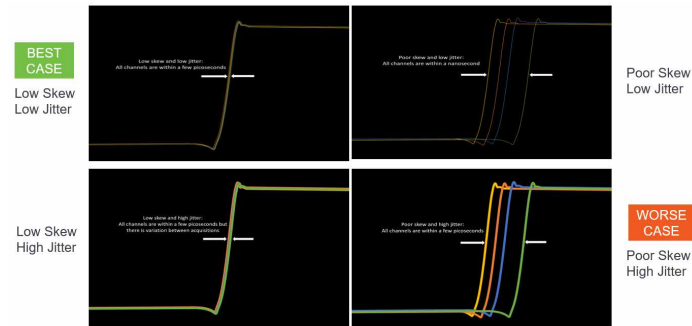 BEST
CASE
Low Skew
Low Jitter
Low skew and low jitter:
All channels are within a few picoseconds
Poor skew and low jitter:
All channels are within a nanosecond
Poor Skew
Low Jitter
Low Skew
High Jitter
Low skew and high jitter:
All channels are within a few picoseconds but
there is variation between acquisitions
Poor skew and high jitter:
All channels are within a few picoseconds
WORSE
CASE
Poor Skew
High Jitter